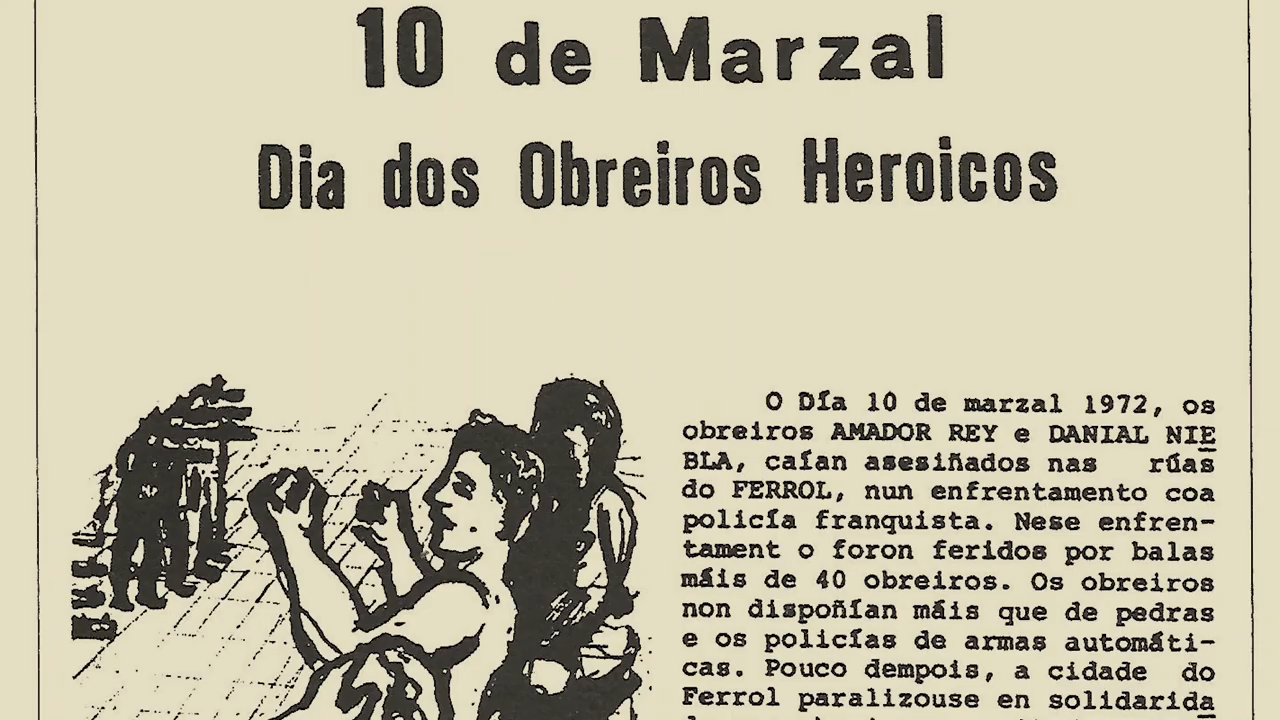 10 de Marzal
Dia dos Obreiros Heroicos
O Día 10 de marzal 1972, os
obreiros AMADOR REY e DANIAL NIE
BLA, caían asesiñados nas rúas
do FERROL, nun enfrentamento coa
policía franquista. Nese enfren-
tament o foron feridos por balas
máis de 40 obreiros. Os obreiros
non dispoñían máis que de pedras
e os policías de armas automáti-
cas. Pouco dempois, a cidade do
Ferrol paralizouse en solidarida